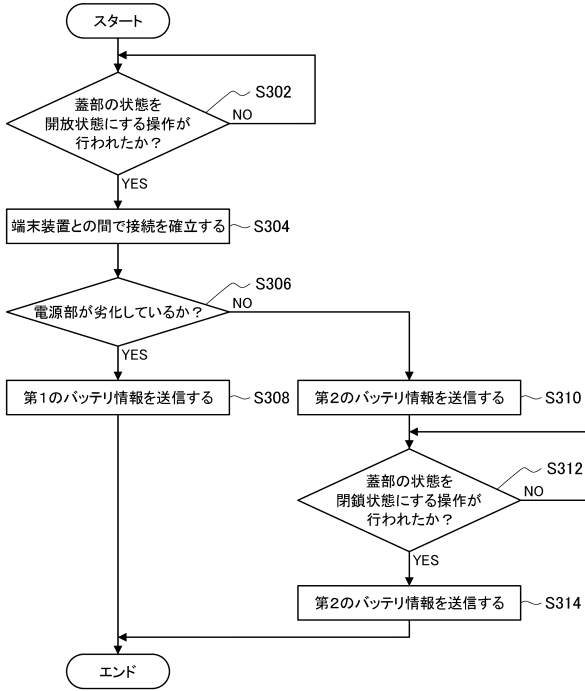 スタート
蓋部の状態を
開放状態にする操作が
行われたか？
S302
NO
YES
端末装置との間で接続を確立する
S304
電源部が劣化しているか？
S306
NO
YES
第1のバッテリ情報を送信する
S308
第2のバッテリ情報を送信する
S310
蓋部の状態を
閉鎖状態にする操作が
行われたか？
S312
NO
YES
第2のバッテリ情報を送信する
S314
エンド